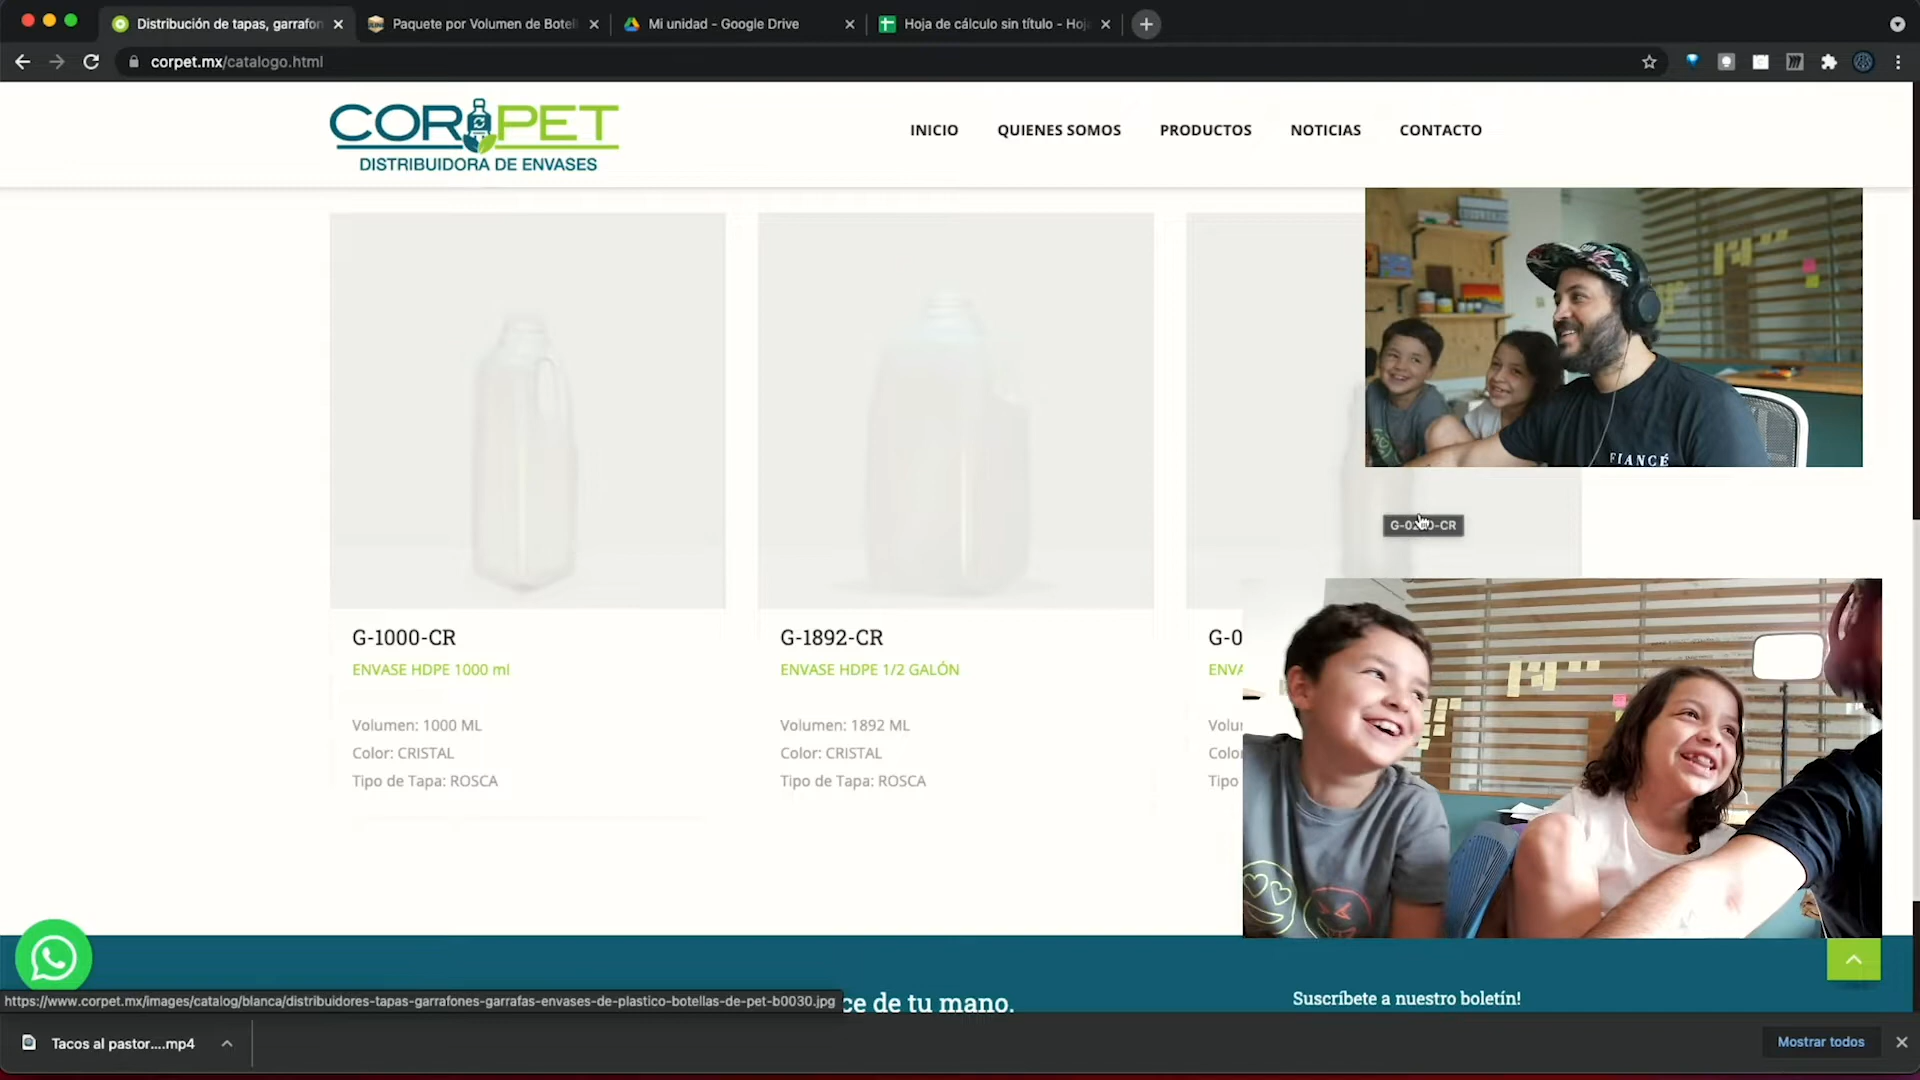 Distribución de tapas, garrafon
Paquete por Volumen de Botel
Mi unidad - Google Drive
Hoja de cálculo sin título - Hoj
corpet.mx/catalogo.html
CORPET
DISTRIBUIDORA DE ENVASES
INICIO
QUIENES SOMOS
PRODUCTOS
NOTICIAS
CONTACTO
FIANCÉ
G-1000-CR
ENVASE HDPE 1000 ml
Volumen: 1000 ML
Color: CRISTAL
Tipo de Tapa: ROSCA
G-1892-CR
ENVASE HDPE 1/2 GALÓN
Volumen: 1892 ML
Color: CRISTAL
Tipo de Tapa: ROSCA
G-0
ENVA
Volu
Colo
Tipo
ce de tu mano.
Suscríbete a nuestro boletín!
https://www.corpet.mx/images/catalog/blanca/distribuidores-tapas-garrafones-garrafas-envases-de-plastico-botellas-de-pet-b0030.jpg
Tacos al pastor....mp4
Mostrar todos